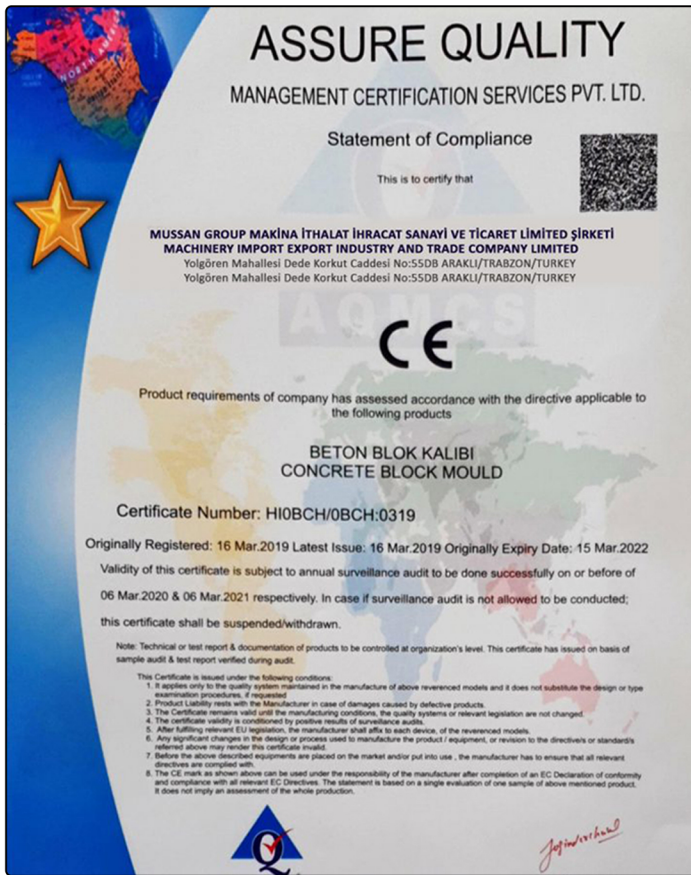 NORTH AMERICA
ASSURE QUALITY
MANAGEMENT CERTIFICATION SERVICES PVT. LTD.
Statement of Compliance
This is to certify that
MUSSAN GROUP MAKİNA İTHALAT İHRACAT SANAYİ VE TİCARET LİMİTED ŞİRKETİ
MACHINERY IMPORT EXPORT INDUSTRY AND TRADE COMPANY LIMITED
Yolgören Mahallesi Dede Korkut Caddesi No:55DB ARAKLI/TRABZON/TURKEY
Yolgören Mahallesi Dede Korkut Caddesi No:55DB ARAKLI/TRABZON/TURKEY
AQMCS
CE
Product requirements of company has assessed accordance with the directive applicable to
the following products
BETON BLOK KALIBI
CONCRETE BLOCK MOULD
Certificate Number: HI0BCH/0BCH:0319
Originally Registered: 16 Mar.2019 Latest Issue: 16 Mar.2019 Originally Expiry Date: 15 Mar.2022
Validity of this certificate is subject to annual surveillance audit to be done successfully on or before of
06 Mar.2020 & 06 Mar.2021 respectively. In case if surveillance audit is not allowed to be conducted;
this certificate shall be suspended/withdrawn.
Note: Technical or test report & documentation of products to be controlled at organization's level. This certificate has issued on basis of
sample audit & test report verified during audit.
This Certificate is issued under the following conditions:
1. It applies only to the quality system maintained in the manufacture of above reverenced models and it does not substitute the design or type
examination procedures, if requested
2. Product Liability rests with the Manufacturer in case of damages caused by defective products.
3. The Certificate remains valid until the manufacturing conditions, the quality systems or relevant legislation are not changed.
4. The certificate validity is conditioned by positive results of surveillance audits.
5. After fulfilling relevant EU legislation, the manufacturer shall affix to each device, of the reverenced models.
6. Any significant changes in the design or process used to manufacture the product / equipment, or revision to the directive/s or standard/s
referred above may render this certificate invalid.
7. Before the above described equipments are placed on the market and/or put into use , the manufacturer has to ensure that all relevant
directives are complied with.
8. The CE mark as shown above can be used under the responsibility of the manufacturer after completion of an EC Declaration of conformity
and compliance with all relevant EC Directives. The statement is based on a single evaluation of one sample of above mentioned product.
It does not imply an assessment of the whole production.
Q